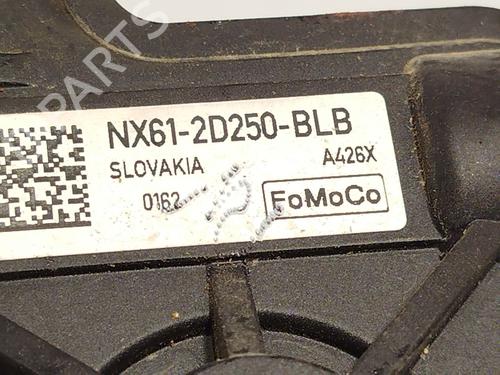 PARTS
NX61-2D250-BLB
SLOVAKIA A426X
0162 FoMoCo